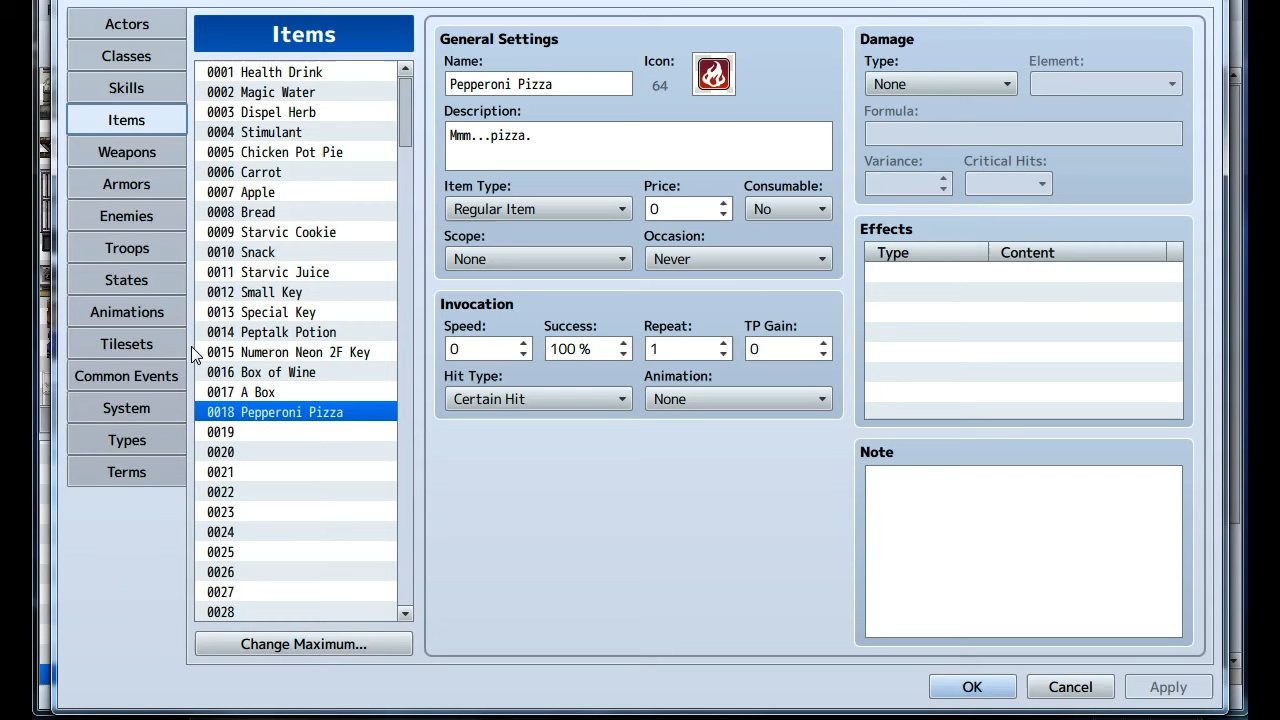 Actors
Classes
Skills
Items
Weapons
Armors
Enemies
Troops
States
Animations
Tilesets
Common Events
System
Types
Terms
Items
0001 Health Drink
0002 Magic Water
0003 Dispel Herb
0004 Stimulant
0005 Chicken Pot Pie
0006 Carrot
0007 Apple
0008 Bread
0009 Starvic Cookie
0010 Snack
0011 Starvic Juice
0012 Small Key
0013 Special Key
0014 Peptalk Potion
0015 Numeron Neon 2F Key
0016 Box of Wine
0017 A Box
0018 Pepperoni Pizza
0019
0020
0021
0022
0023
0024
0025
0026
0027
0028
Change Maximum...
General Settings
Name: Icon:
Pepperoni Pizza 64
Description:
Mmm...pizza.
Item Type: Price: Consumable:
Regular Item 0 No
Scope: Occasion:
None Never
Invocation
Speed: Success: Repeat: TP Gain:
0 100 % 1 0
Hit Type: Animation:
Certain Hit None
Damage
Type: Element:
None
Formula:
Variance: Critical Hits:
Effects
Type Content
Note
OK Cancel Apply